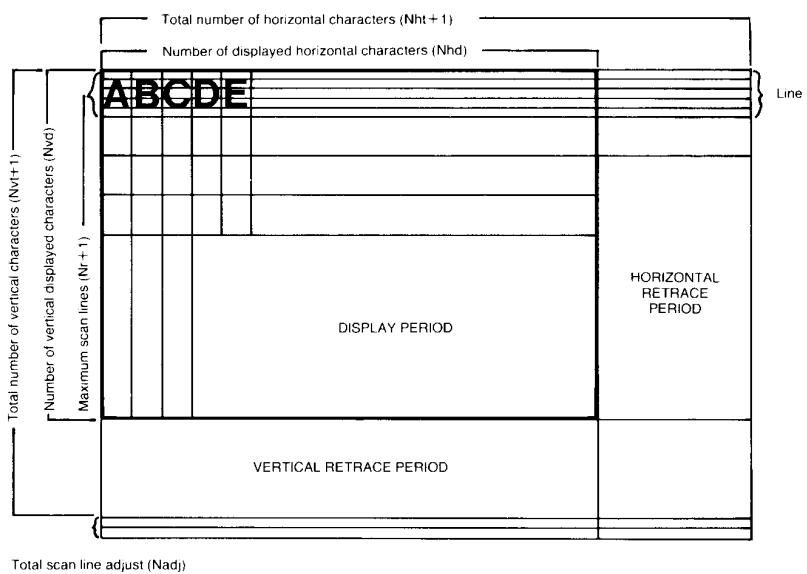 Total number of horizontal characters (Nht + 1)
Number of displayed horizontal characters (Nhd)
ABCDE
Line
Total number of vertical characters (Nvt+1)
Number of vertical displayed characters (Nvd)
Maximum scan lines (Nr + 1)
HORIZONTAL
RETRACE
PERIOD
DISPLAY PERIOD
VERTICAL RETRACE PERIOD
Total scan line adjust (Nadj)